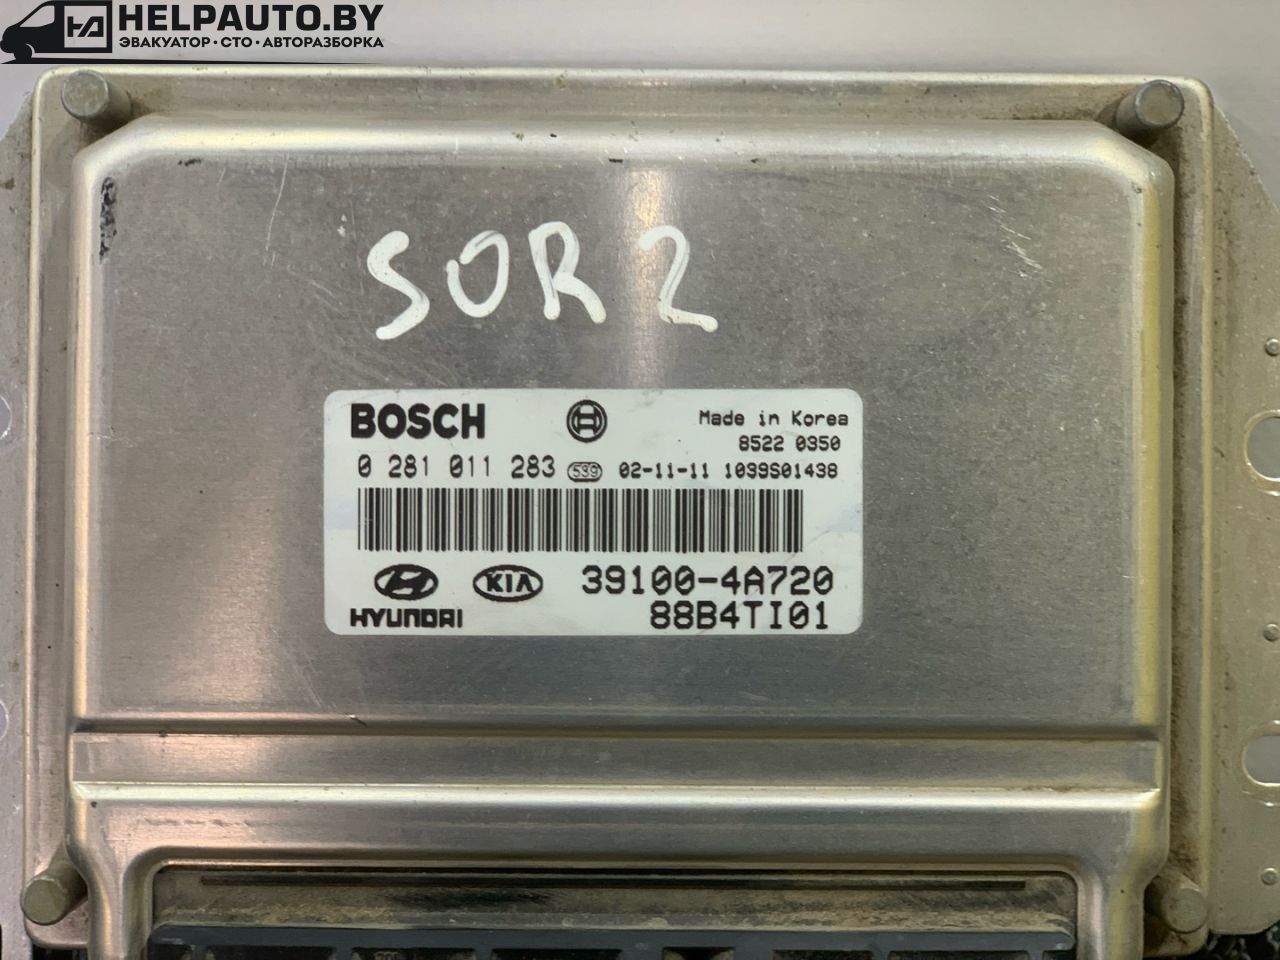 HELPAUTO.BY
ЭВАКУАТОР·СТО·АВТОРАЗБОРКА
SOR 2
BOSCH
Made in Korea
8522 0350
0 281 011 283 539 02-11-11 1039S01438
KIA 39100-4A720
HYUNDAI 88B4TI01